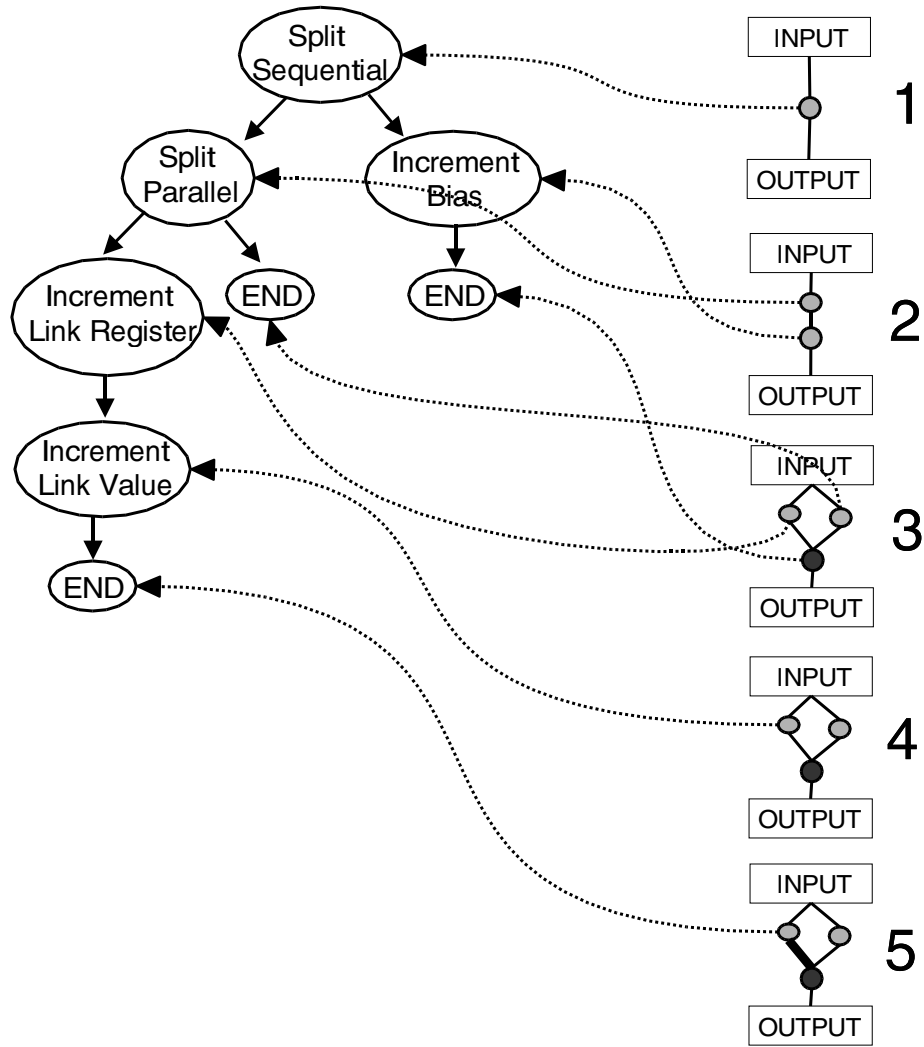 Split
Sequential
Split
Parallel
Increment
Bias
Increment
Link Register
END
END
Increment
Link Value
END
INPUT
1
OUTPUT
INPUT
2
OUTPUT
INPUT
3
OUTPUT
INPUT
4
OUTPUT
INPUT
5
OUTPUT